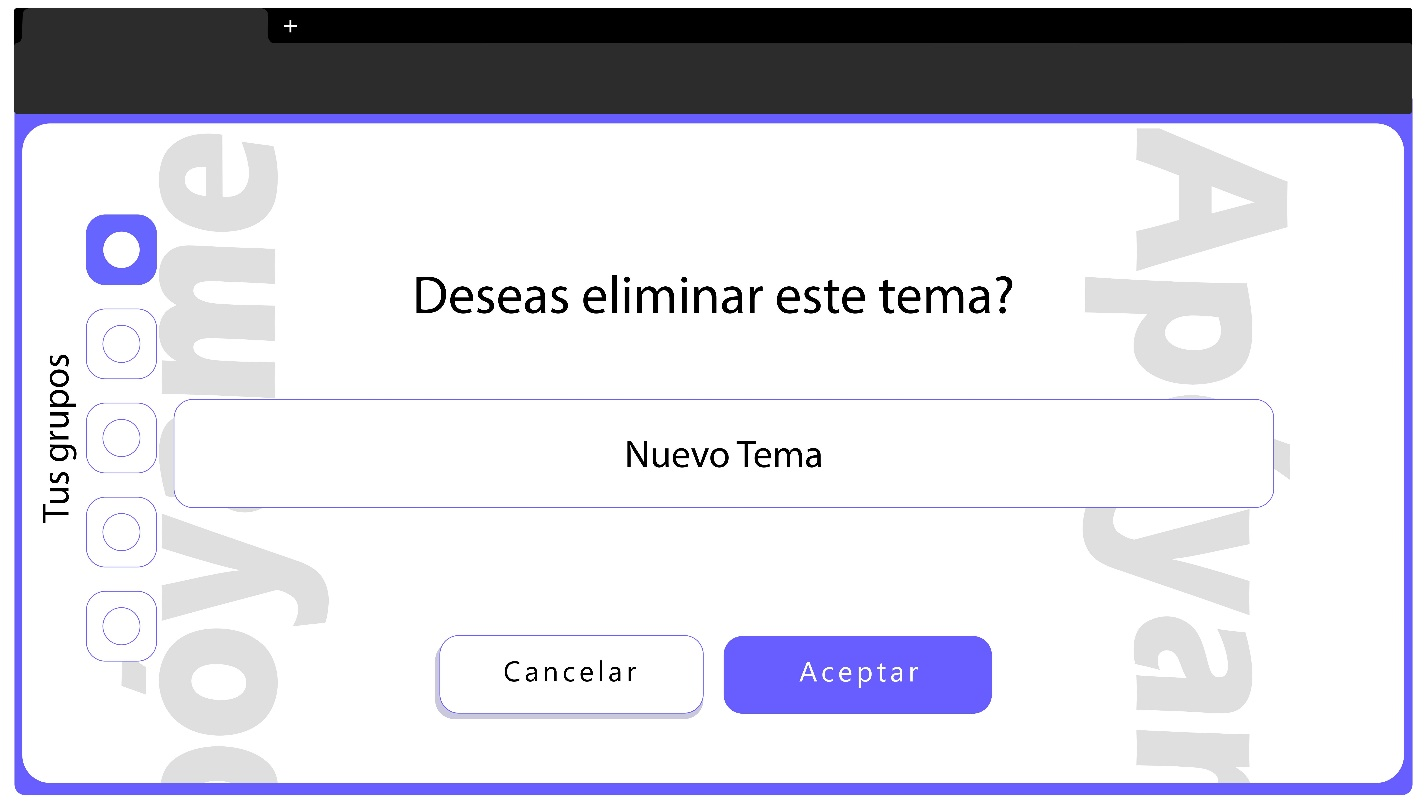 +
Deseas eliminar este tema?
Tus grupos
Nuevo Tema
Cancelar
Aceptar